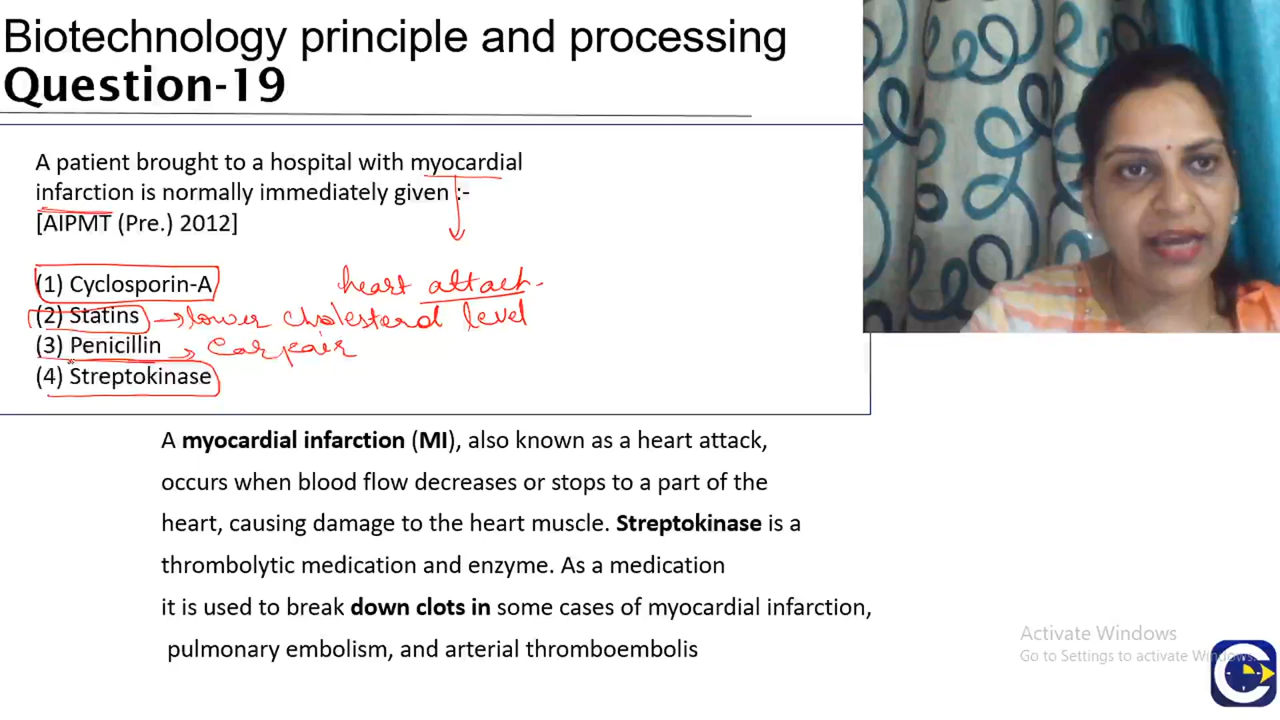 Biotechnology principle and processing
Question-19
A patient brought to a hospital with myocardial
infarction is normally immediately given :-
[AIPMT (Pre.) 2012]
(1) Cyclosporin-A
heart attach
(2) Statins → lower cholesterol level
(3) Penicillin →
(4) Streptokinase
A myocardial infarction (MI), also known as a heart attack,
occurs when blood flow decreases or stops to a part of the
heart, causing damage to the heart muscle. Streptokinase is a
thrombolytic medication and enzyme. As a medication
it is used to break down clots in some cases of myocardial infarction,
pulmonary embolism, and arterial thromboembolis
Activate Windows
Go to Settings to activate Windows.